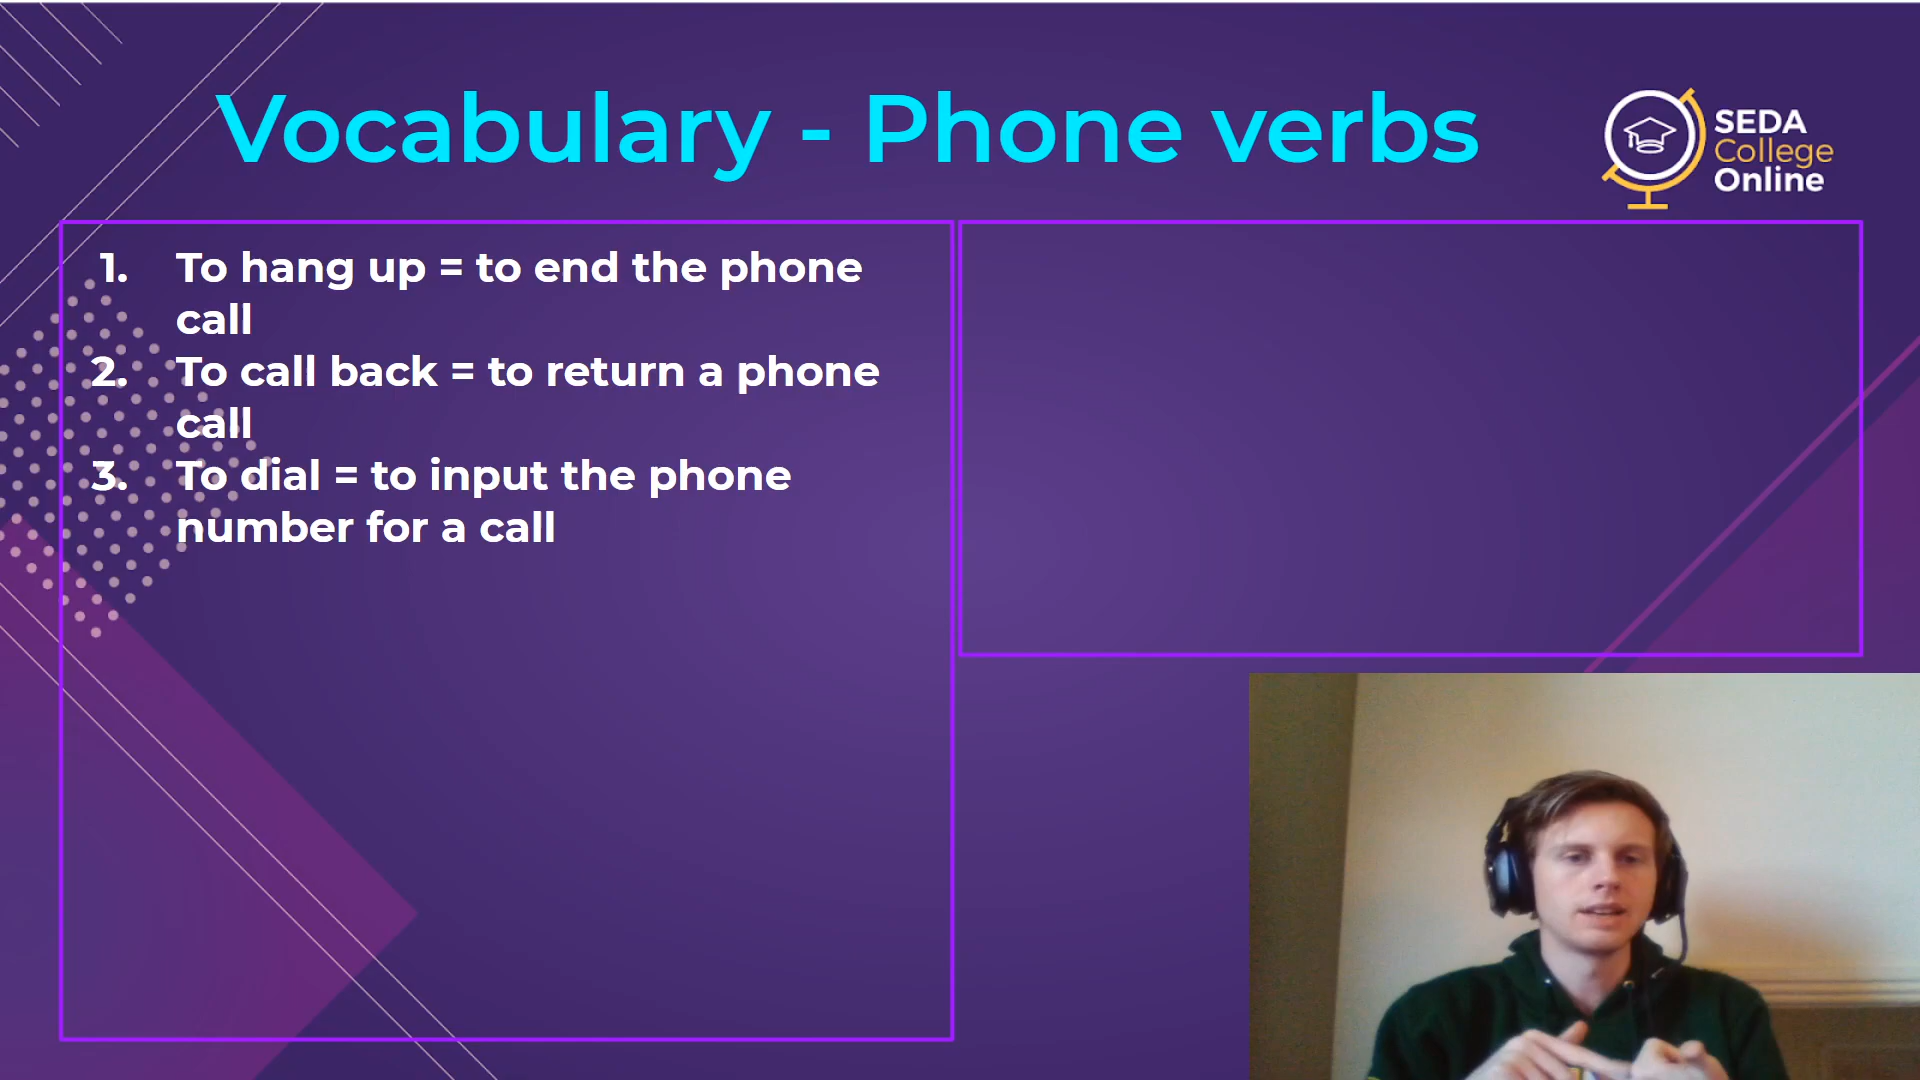 Vocabulary - Phone verbs
SEDA
College
Online
1. To hang up = to end the phone
call
2. To call back = to return a phone
call
3. To dial = to input the phone
number for a call